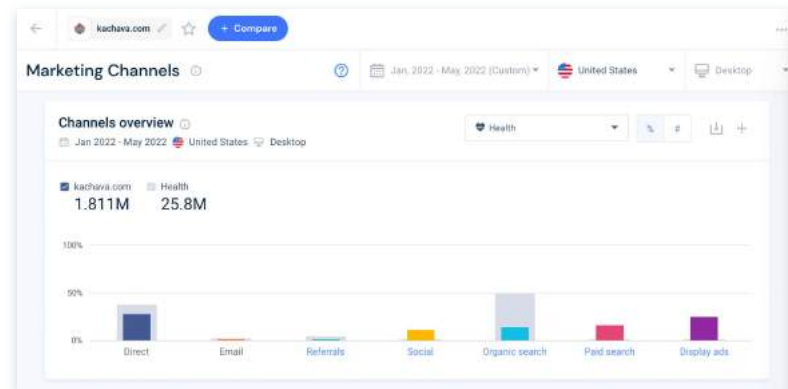 kachava.com + Compare
Marketing Channels Jan, 2022 - May, 2022 (Custom) United States Desktop
Channels overview Health % #
Jan 2022 - May 2022 United States Desktop
kachava.com Health
1.811M 25.8M
100%
50%
0%
Direct Email Referrals Social Organic search Paid search Display ads